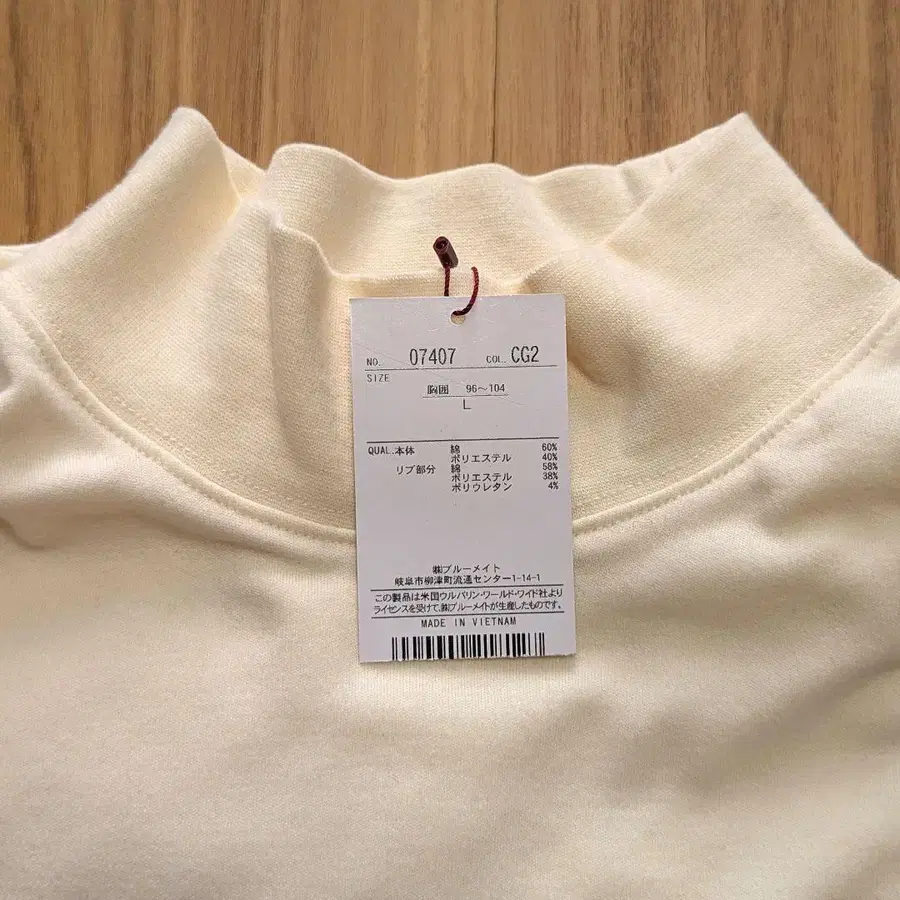 NO. 07407 COL. CG2
SIZE
胸囲 96～104
L
QUAL.本体 綿 60%
ポリエステル 40%
リブ部分 綿 58%
ポリエステル 38%
ポリウレタン 4%
㈱ブルーメイト
岐阜市柳津町流通センター1-14-1
この製品は米国ウルバリン・ワールド・ワイド社より
ライセンスを受けて、㈱ブルーメイトが生産したものです。
MADE IN VIETNAM